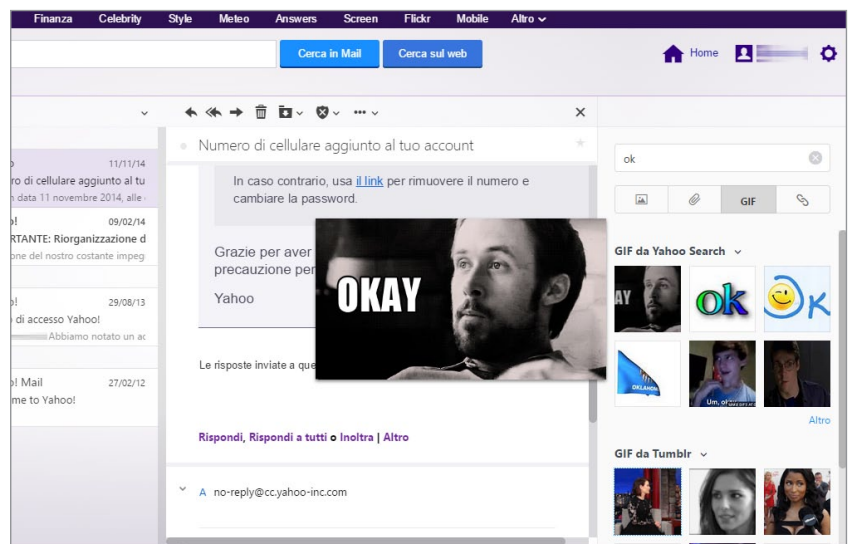 Finanza Celebrity Style Meteo Answers Screen Flickr Mobile Altro
Cerca in Mail Cerca sul web Home
11/11/14
ro di cellulare aggiunto al tu
data 11 novembre 2014, alle
o!
09/02/14
RTANTE: Riorganizzazione d
one del nostro costante impeg
o!
29/08/13
di accesso Yahoo!
Abbiamo notato un ac
o! Mail
27/02/12
me to Yahoo!
Numero di cellulare aggiunto al tuo account
In caso contrario, usa il link per rimuovere il numero e
cambiare la password.
Grazie per aver
precauzione per
Yahoo
OKAY
Le risposte inviate a que
Rispondi, Rispondi a tutti o Inoltra | Altro
A no-reply@cc.yahoo-inc.com
ok
GIF
GIF da Yahoo Search
AY
ok
OK
OKLAHOM
Um, o
Altro
GIF da Tumblr